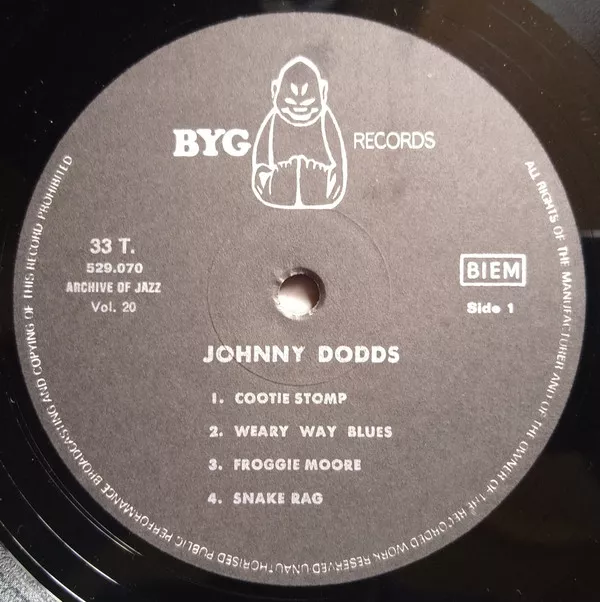 BYG RECORDS
33 T.
529.070
ARCHIVE OF JAZZ
Vol. 20
BIEM
Side 1
JOHNNY DODDS
1. COOTIE STOMP
2. WEARY WAY BLUES
3. FROGGIE MOORE
4. SNAKE RAG
ALL RIGHTS OF THE MANUFACTURER AND OF THE OWNER OF THE RECORDED WORK RESERVED UNAUTHORISED PUBLIC PERFORMANCE BROADCASTING AND COPYING OF THIS RECORD PROHIBITED